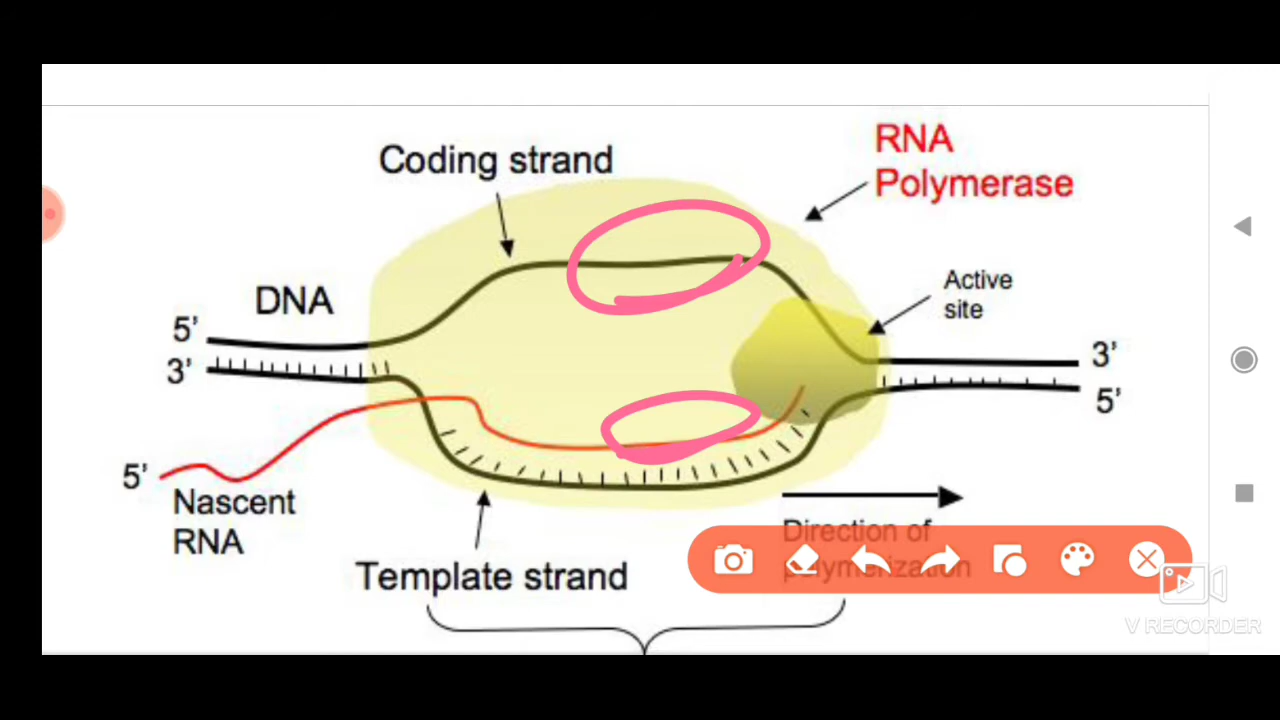 Coding strand
RNA
Polymerase
Active
site
DNA
5’
3’
3’
5’
5’
Nascent
RNA
Direction of
polymerization
Template strand
V RECORDER